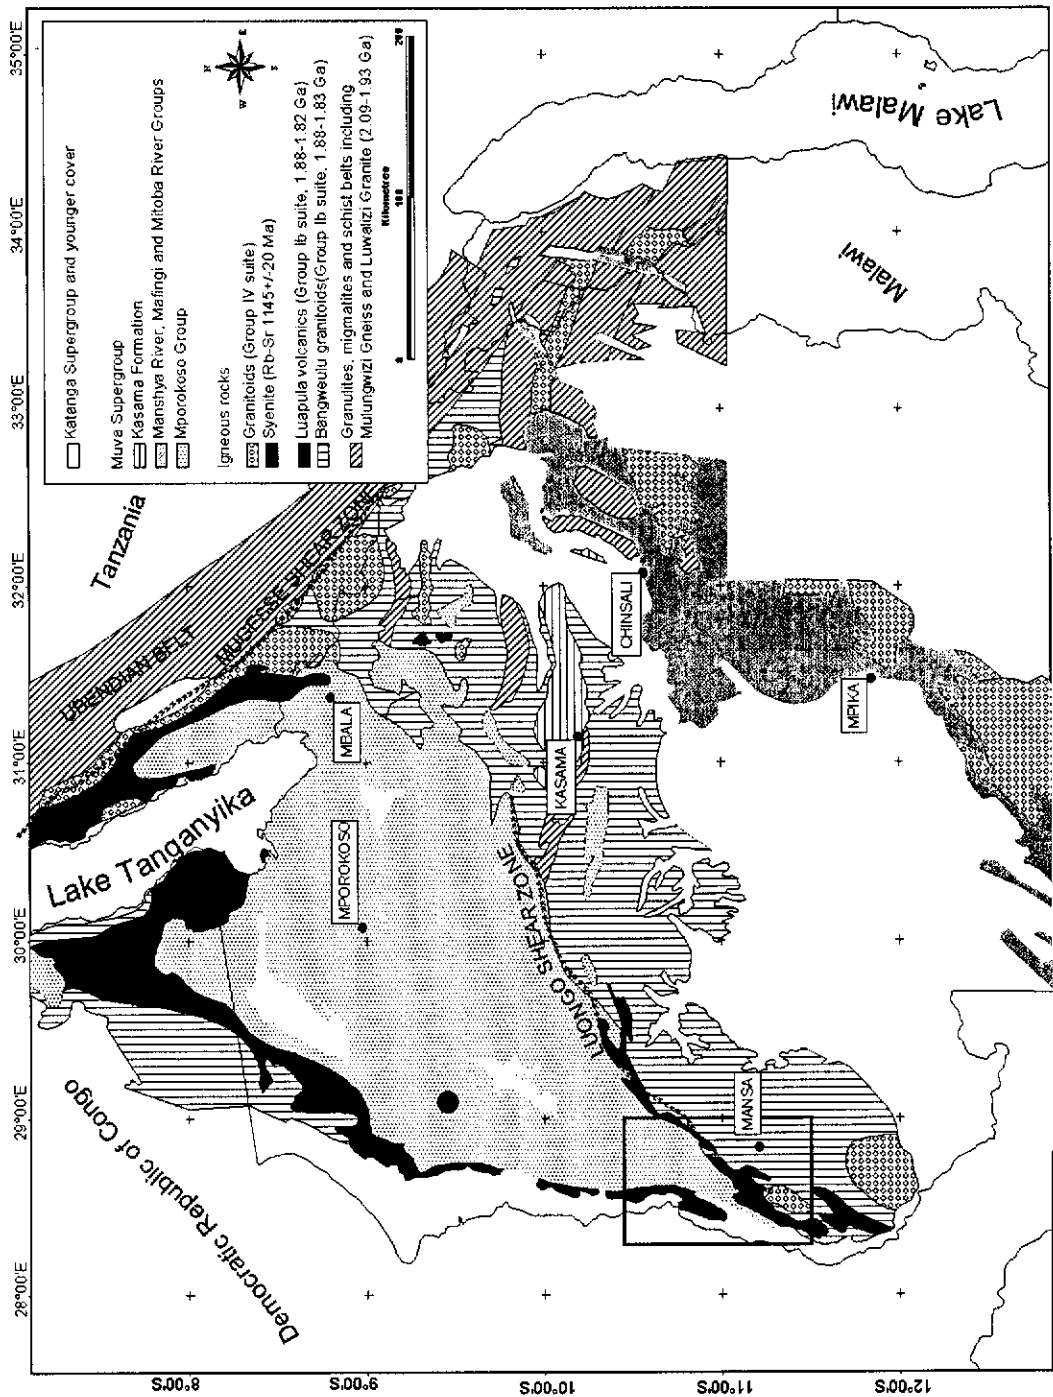 35°00'E
34°00'E
33°00'E
32°00'E
31°00'E
30°00'E
29°00'E
28°00'E
8°00'S
9°00'S
10°00'S
11°00'S
12°00'S
Katanga Supergroup and younger cover
Muva Supergroup
Kasama Formation
Manshya River, Mafingi and Mitoba River Groups
Mporokoso Group
Igneous rocks
Granitoids (Group IV suite)
Syenite (Rb-Sr 1145+/-20 Ma)
Luapula volcanics (Group Ib suite, 1.88-1.82 Ga)
Bangweulu granitoids(Group Ib suite, 1.88-1.83 Ga)
Granulites, migmatites and schist belts including
Mulungwizi Gneiss and Luwalizi Granite (2.09-1.93 Ga)
N
E
S
W
0
100
200
Kilometres
Tanzania
UBENDIAN BELT
MUGESSE SHEAR ZONE
Lake Tanganyika
Democratic Republic of Congo
MBALA
MPOROKOSO
LUONGO SHEAR ZONE
KASAMA
CHINSALI
MPIKA
MANSA
Malawi
Lake Malawi